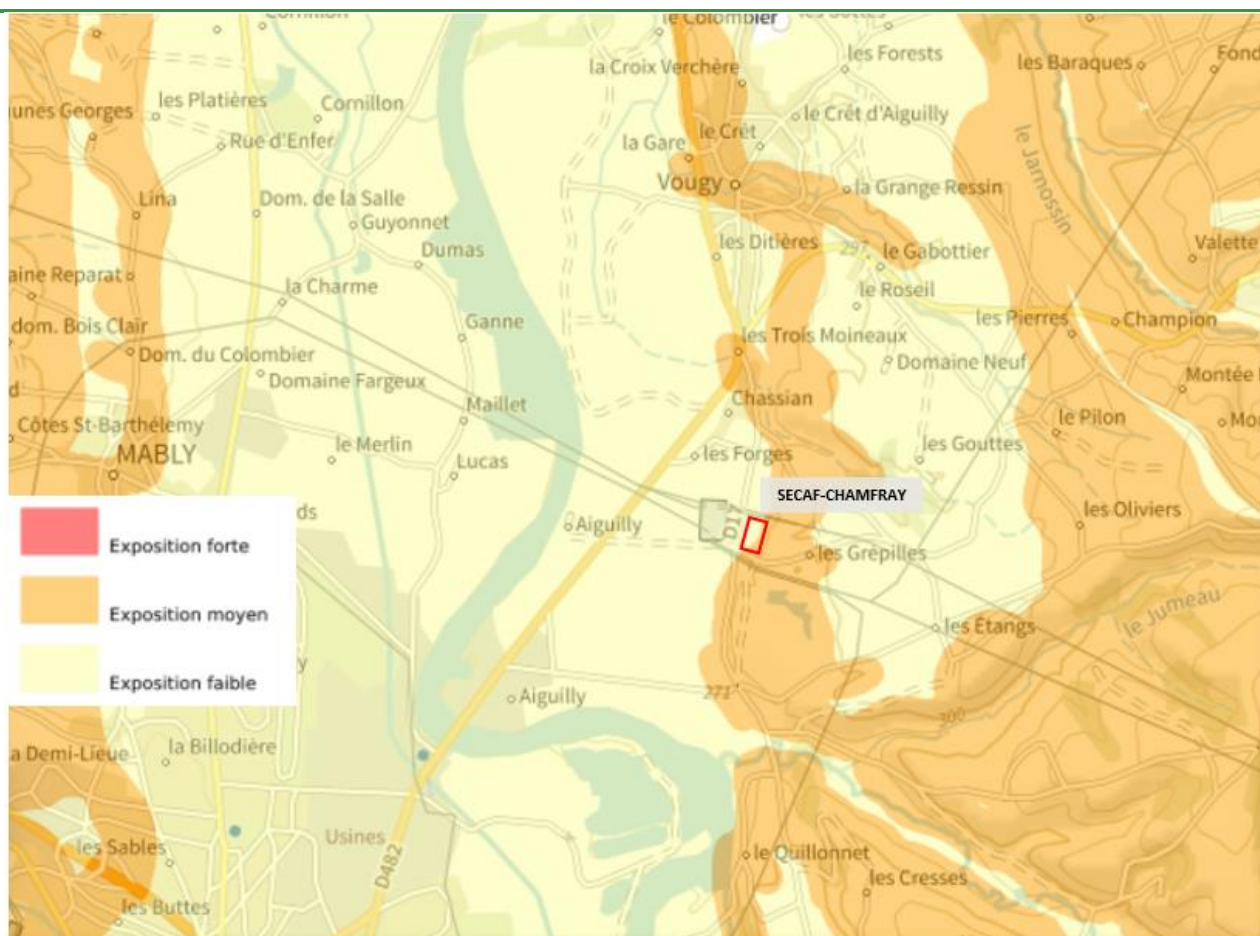 Cornillon
le Colombier
les Forests
les Baraques
la Croix Verchère
les Platières
Cornillon
unes Georges
le Crêt d'Aiguilly
Rue d'Enfer
la Gare
le Crêt
le Jarnossin
Vougy
la Grange Ressin
Lina
Dom. de la Salle
Guyonnet
les Ditières
297
le Gabottier
Valette
Dumas
aine Reparat
la Charme
le Roseil
dom. Bois Clair
Ganne
les Pierres
Champion
les Trois Moineaux
Dom. du Colombier
Domaine Neuf
Domaine Fargeux
Montée
Maillet
Chassian
Côtes St-Barthélemy
le Pilon
le Merlin
les Gouttes
MABLY
les Forges
Lucas
SECAF-CHAMFRAY
ds
D17
les Oliviers
Aiguilly
Exposition forte
les Grépilles
Exposition moyen
le Jumeau
les Étangs
Exposition faible
Aiguilly
271
300
a Demi-Lieue
la Billodière
Usines
les Sables
D482
le Quillonnet
les Cresses
les Buttes